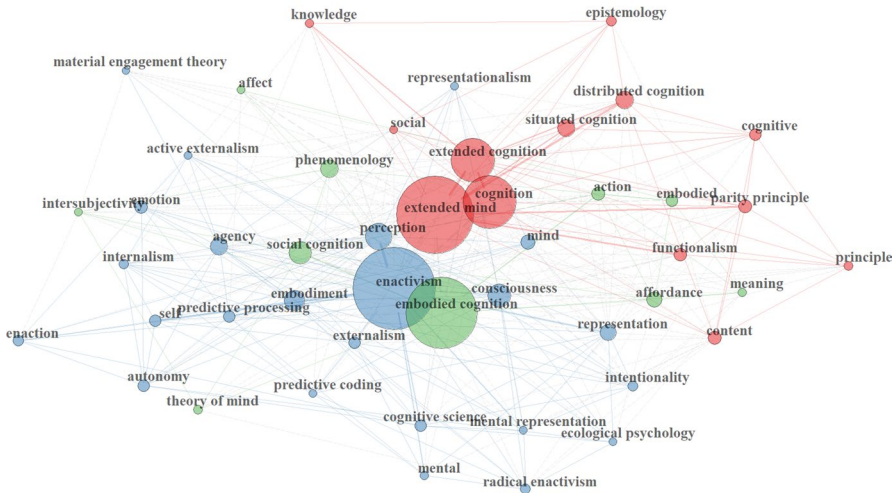 knowledge
epistemology
material engagement theory
affect
representationalism
distributed cognition
social
situated cognition
cognitive
active externalism
phenomenology
extended cognition
cognition
action
embodied
parity principle
intersubjectivity
emotion
extended mind
agency
social cognition
perception
mind
functionalism
principle
internalism
embodiment
enactivism
consciousness
affordance
meaning
self
predictive processing
embodied cognition
enaction
externalism
representation
content
autonomy
predictive coding
intentionality
theory of mind
cognitive science
mental representation
ecological psychology
mental
radical enactivism